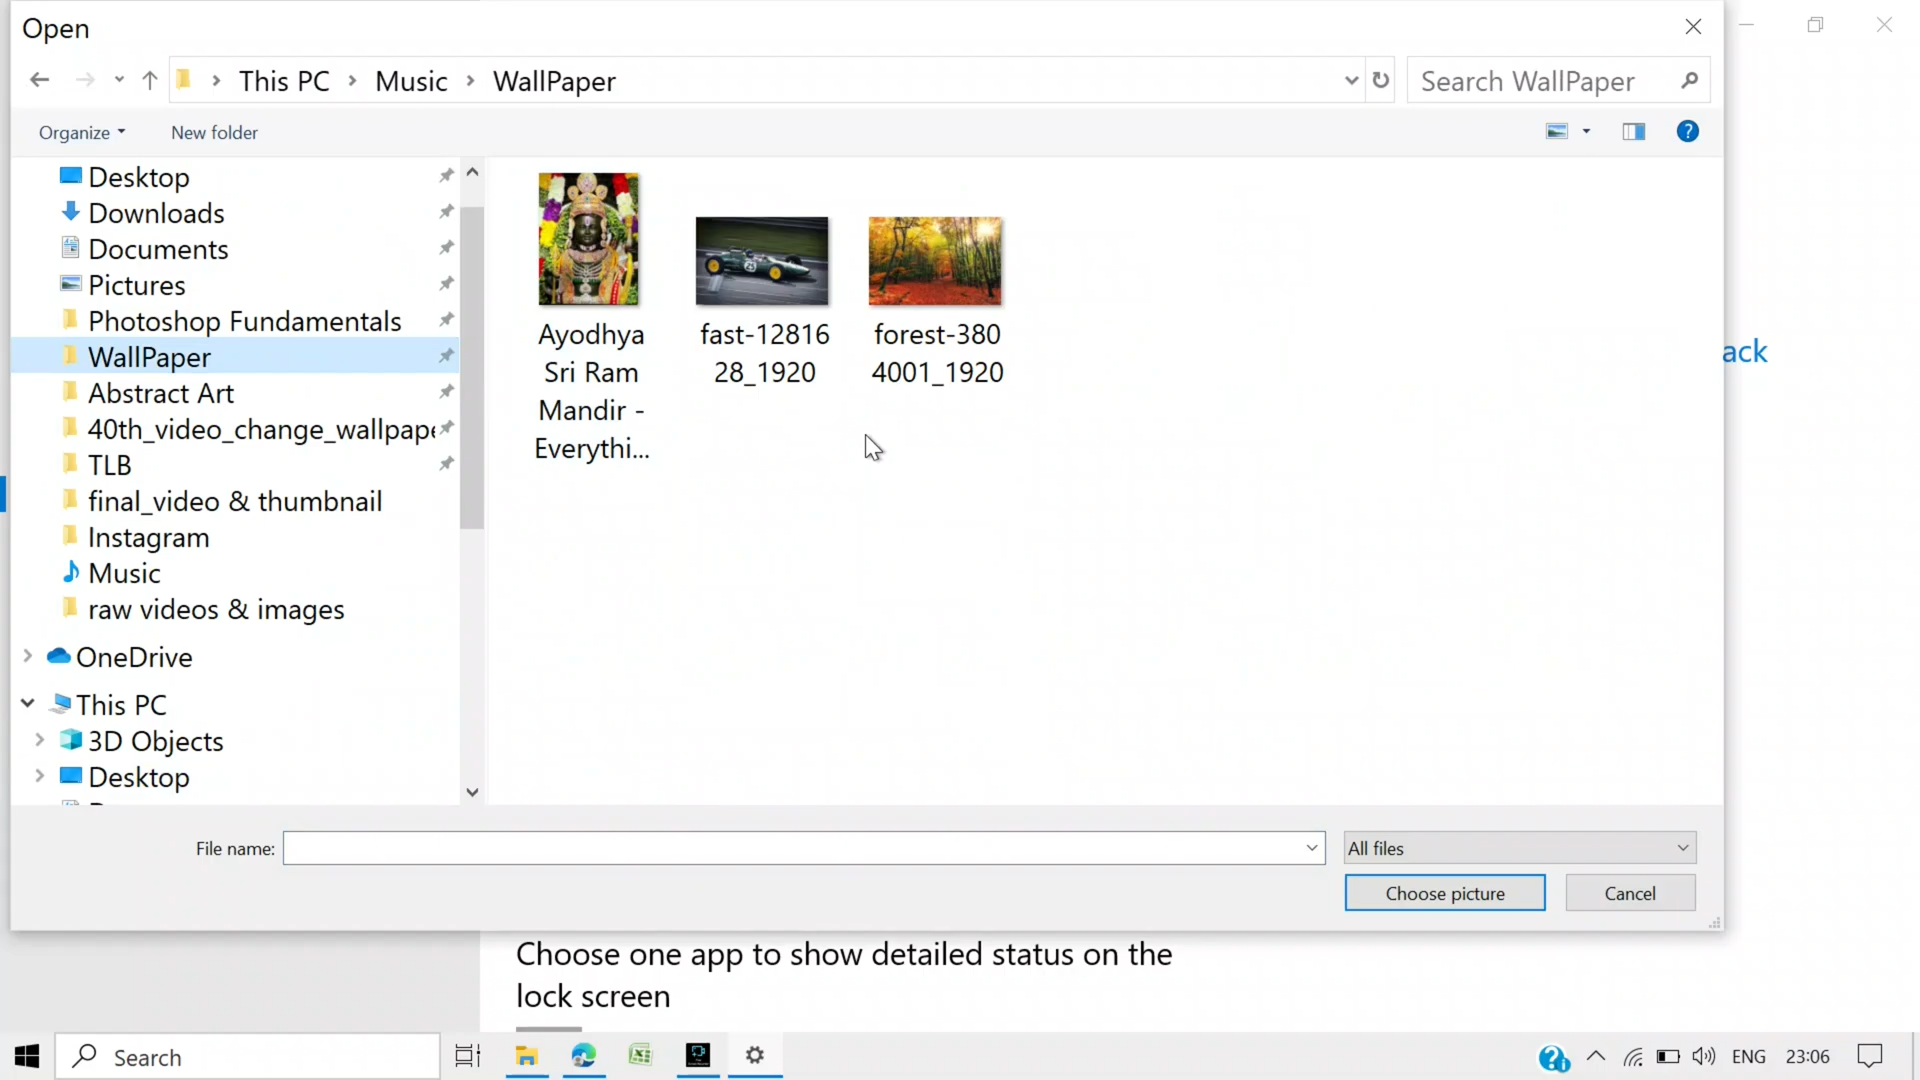 Open
This PC > Music > WallPaper
Search WallPaper
Organize
New folder
Desktop
Downloads
Documents
Pictures
Photoshop Fundamentals
WallPaper
Abstract Art
40th_video_change_wallpape
TLB
final_video & thumbnail
Instagram
Music
raw videos & images
OneDrive
This PC
3D Objects
Desktop
Ayodhya
Sri Ram
Mandir -
Everythi...
fast-12816
28_1920
forest-380
4001_1920
ack
File name:
All files
Choose picture
Cancel
Choose one app to show detailed status on the
lock screen
Search
ENG
23:06